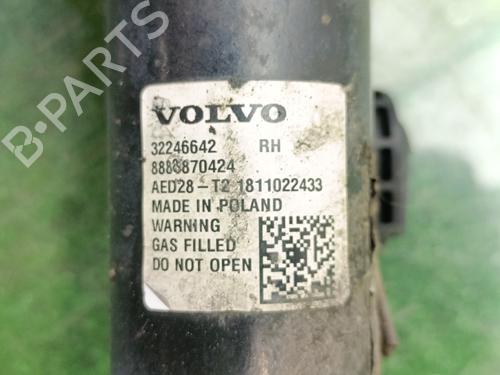 B-PARTS
VOLVO
32246642 RH
8888870424
AED28-T2 1811022433
MADE IN POLAND
WARNING
GAS FILLED
DO NOT OPEN